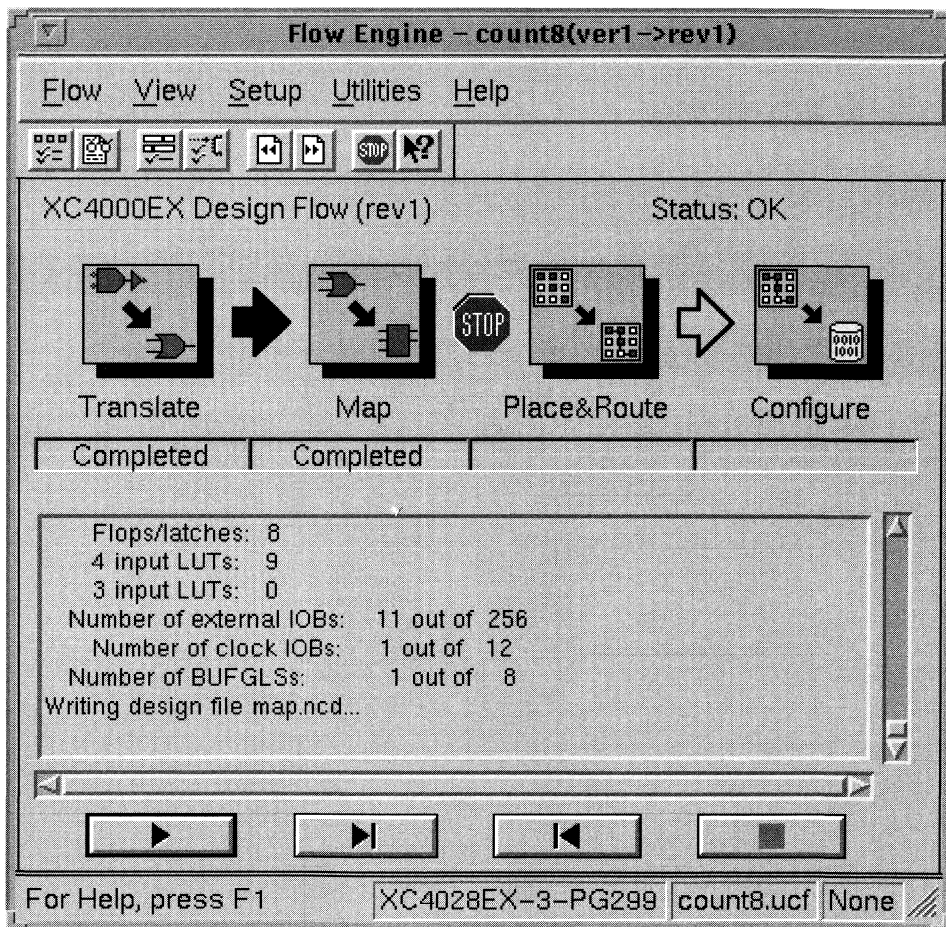 Flow Engine – count8(ver1->rev1)
Flow View Setup Utilities Help
STOP ?
XC4000EX Design Flow (rev1) Status: OK
STOP
0010
1001
Translate Map Place&Route Configure
Completed Completed
Flops/latches: 8
4 input LUTs: 9
3 input LUTs: 0
Number of external IOBs: 11 out of 256
Number of clock IOBs: 1 out of 12
Number of BUFGLSs: 1 out of 8
Writing design file map.ncd...
For Help, press F1 XC4028EX-3-PG299 count8.ucf None